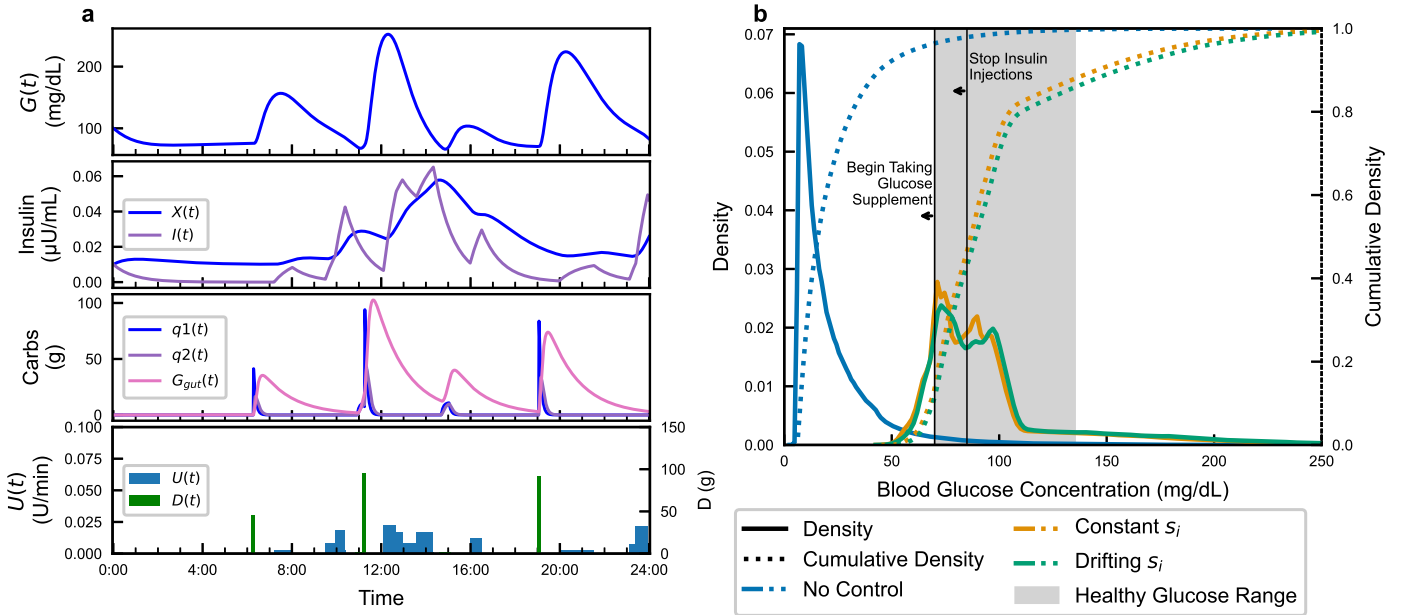 a
G(t)
(mg/dL)
200
100
Insulin
(µU/mL)
0.06
0.04
0.02
0.00
X(t)
I(t)
Carbs
(g)
100
50
0
q1(t)
q2(t)
G_gut(t)
U(t)
(U/min)
0.100
0.075
0.050
0.025
0.000
U(t)
D(t)
150
100
50
0
D (g)
0:00 4:00 8:00 12:00 16:00 20:00 24:00
Time
b
Density
0.07
0.06
0.05
0.04
0.03
0.02
0.01
0.00
Stop Insulin
Injections
Begin Taking
Glucose
Supplement
1.0
0.8
0.6
0.4
0.2
0.0
Cumulative Density
0 50 100 150 200 250
Blood Glucose Concentration (mg/dL)
Density
Cumulative Density
No Control
Constant s_i
Drifting s_i
Healthy Glucose Range